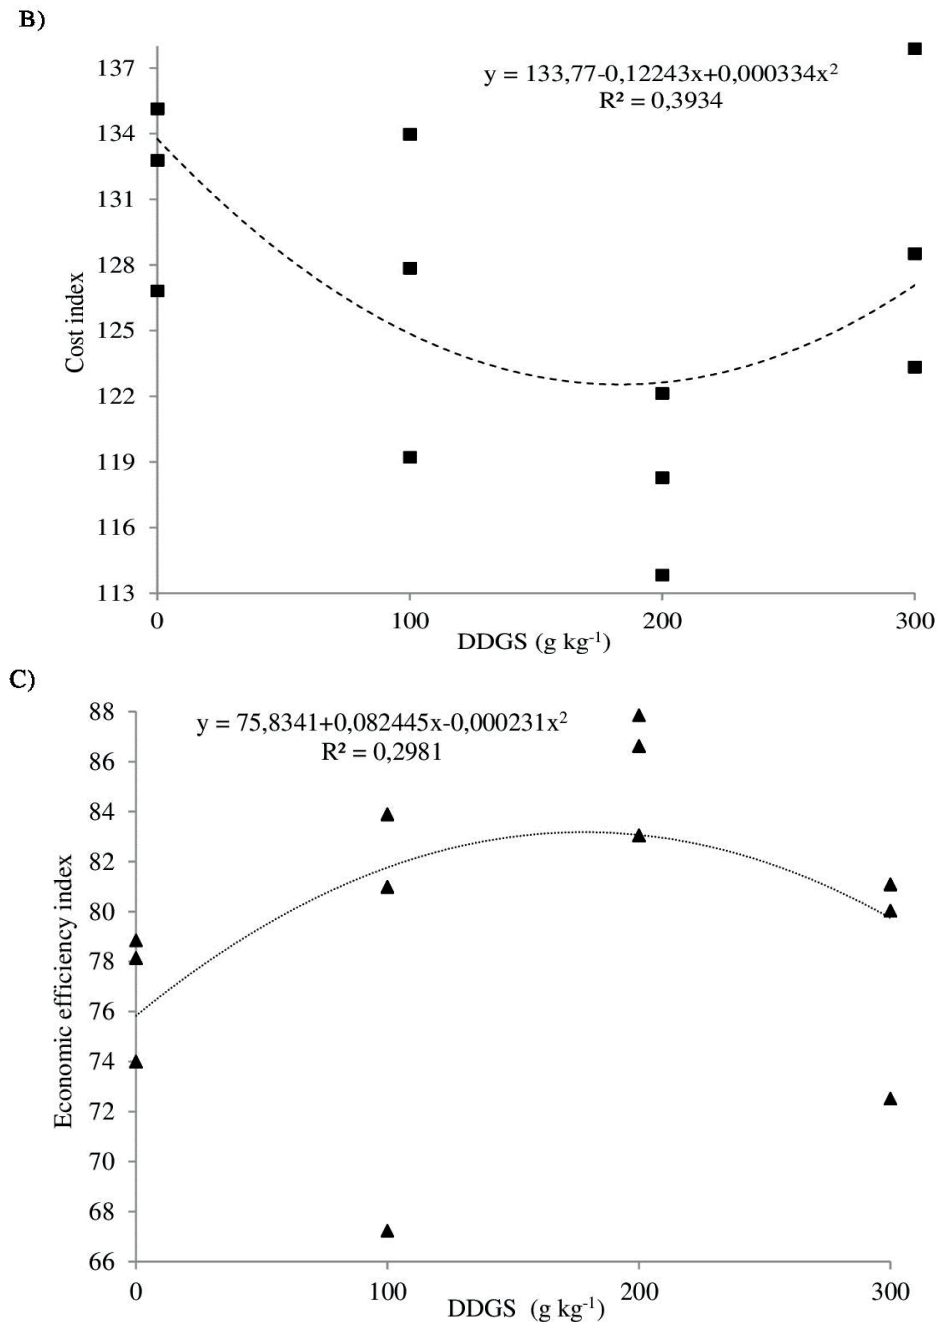 B)
y = 133,77-0,12243x+0,000334x²
R² = 0,3934
137
134
131
128
125
122
119
116
113
Cost index
0 100 200 300
DDGS (g kg⁻¹)
C)
y = 75,8341+0,082445x-0,000231x²
R² = 0,2981
88
86
84
82
80
78
76
74
72
70
68
66
Economic efficiency index
0 100 200 300
DDGS (g kg⁻¹)